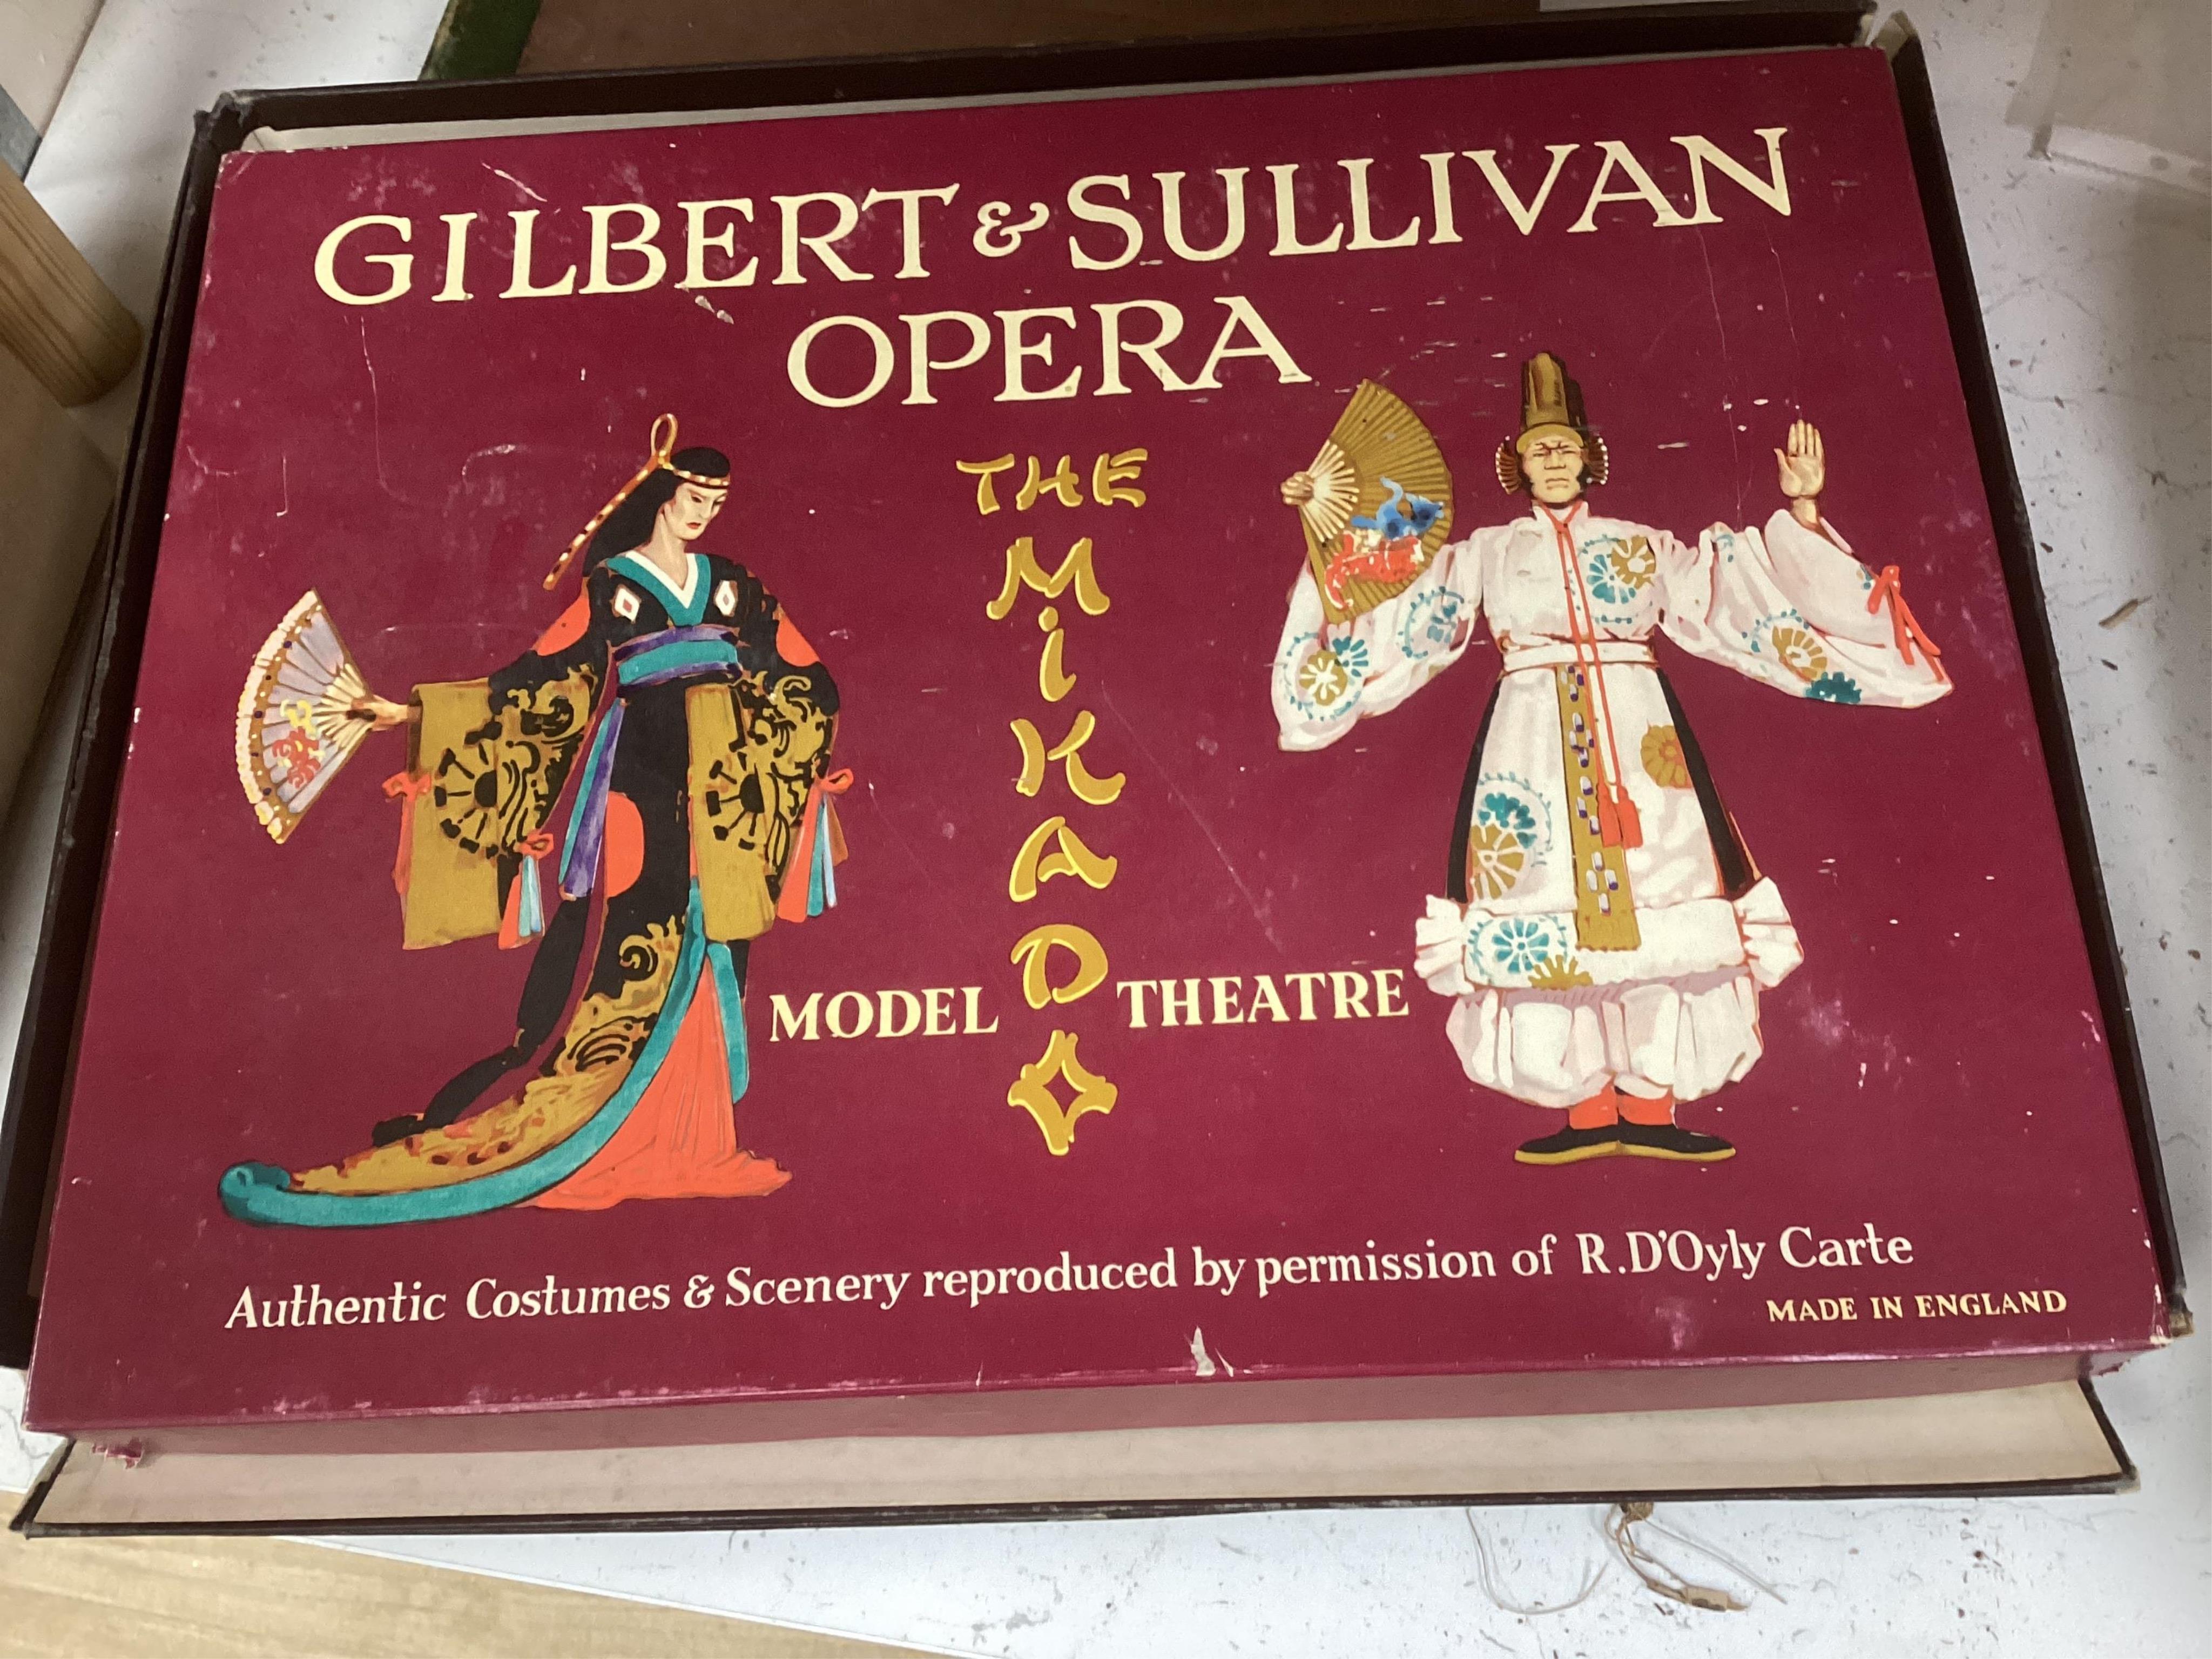 GILBERT & SULLIVAN
OPERA
THE
MiKADO
MODEL THEATRE
Authentic Costumes & Scenery reproduced by permission of R.D'Oyly Carte
MADE IN ENGLAND